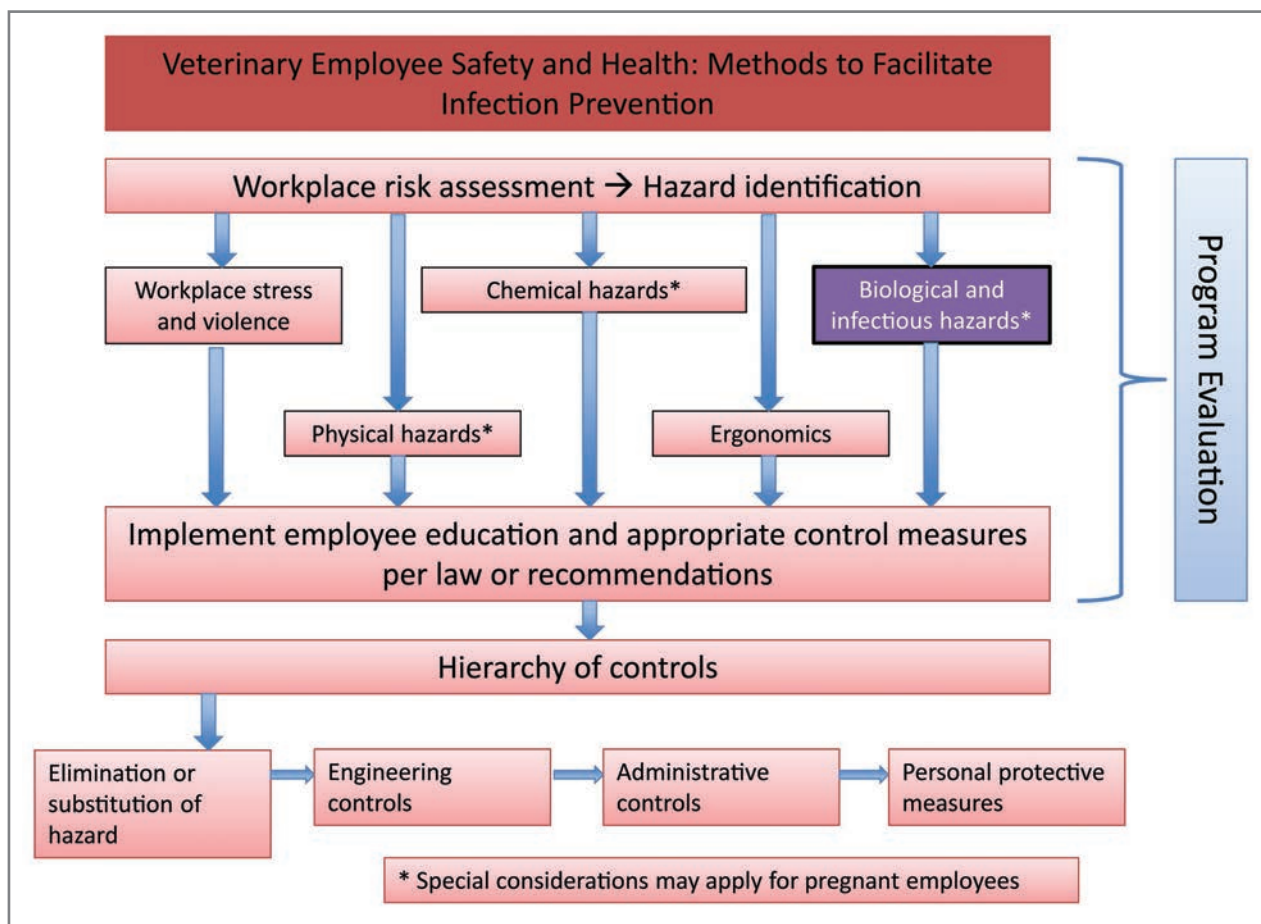 Veterinary Employee Safety and Health: Methods to Facilitate
Infection Prevention
Workplace risk assessment → Hazard identification
Workplace stress
and violence
Chemical hazards*
Biological and
infectious hazards*
Physical hazards*
Ergonomics
Implement employee education and appropriate control measures
per law or recommendations
Program Evaluation
Hierarchy of controls
Elimination or
substitution of
hazard
Engineering
controls
Administrative
controls
Personal protective
measures
* Special considerations may apply for pregnant employees